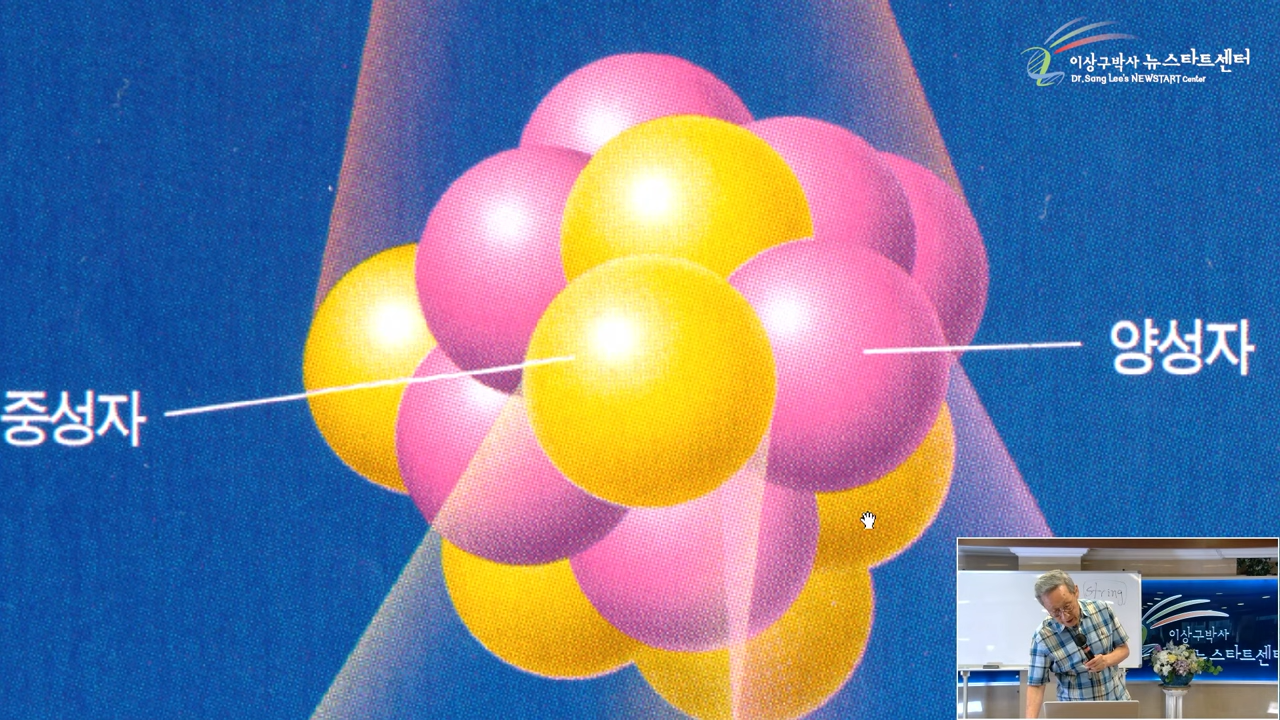 이상구박사 뉴스타트센터
Dr. Sang Lee's NEWSTART Center
양성자
중성자
String
이상구박사
뉴스타트센터